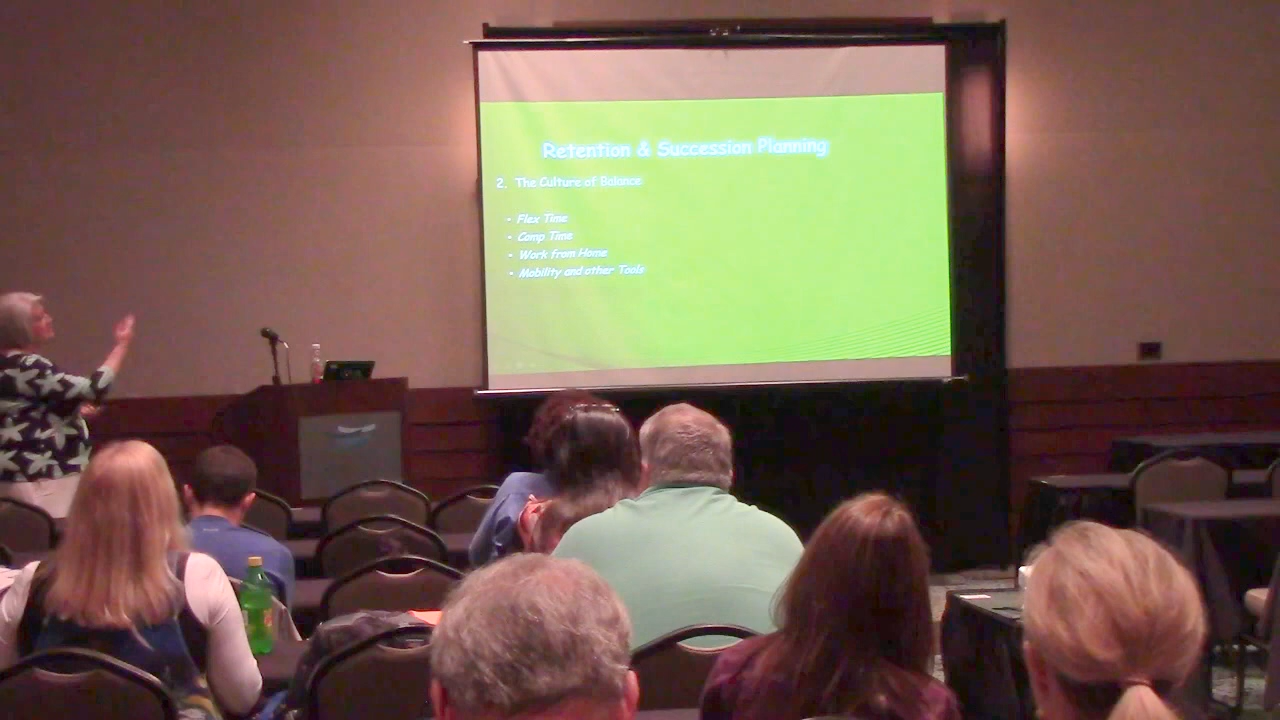 Retention & Succession Planning
2. The Culture of Balance
• Flex Time
• Comp Time
• Work from Home
• Mobility and other Tools